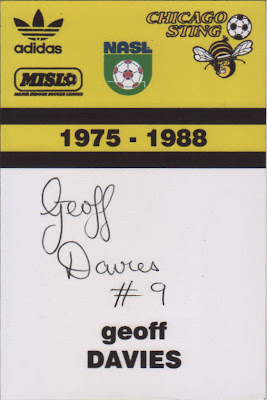 adidas
NASL
CHICAGO
STING
MISL
MAJOR INDOOR SOCCER LEAGUE
1975 - 1988
Geoff
Davies
#9
geoff
DAVIES